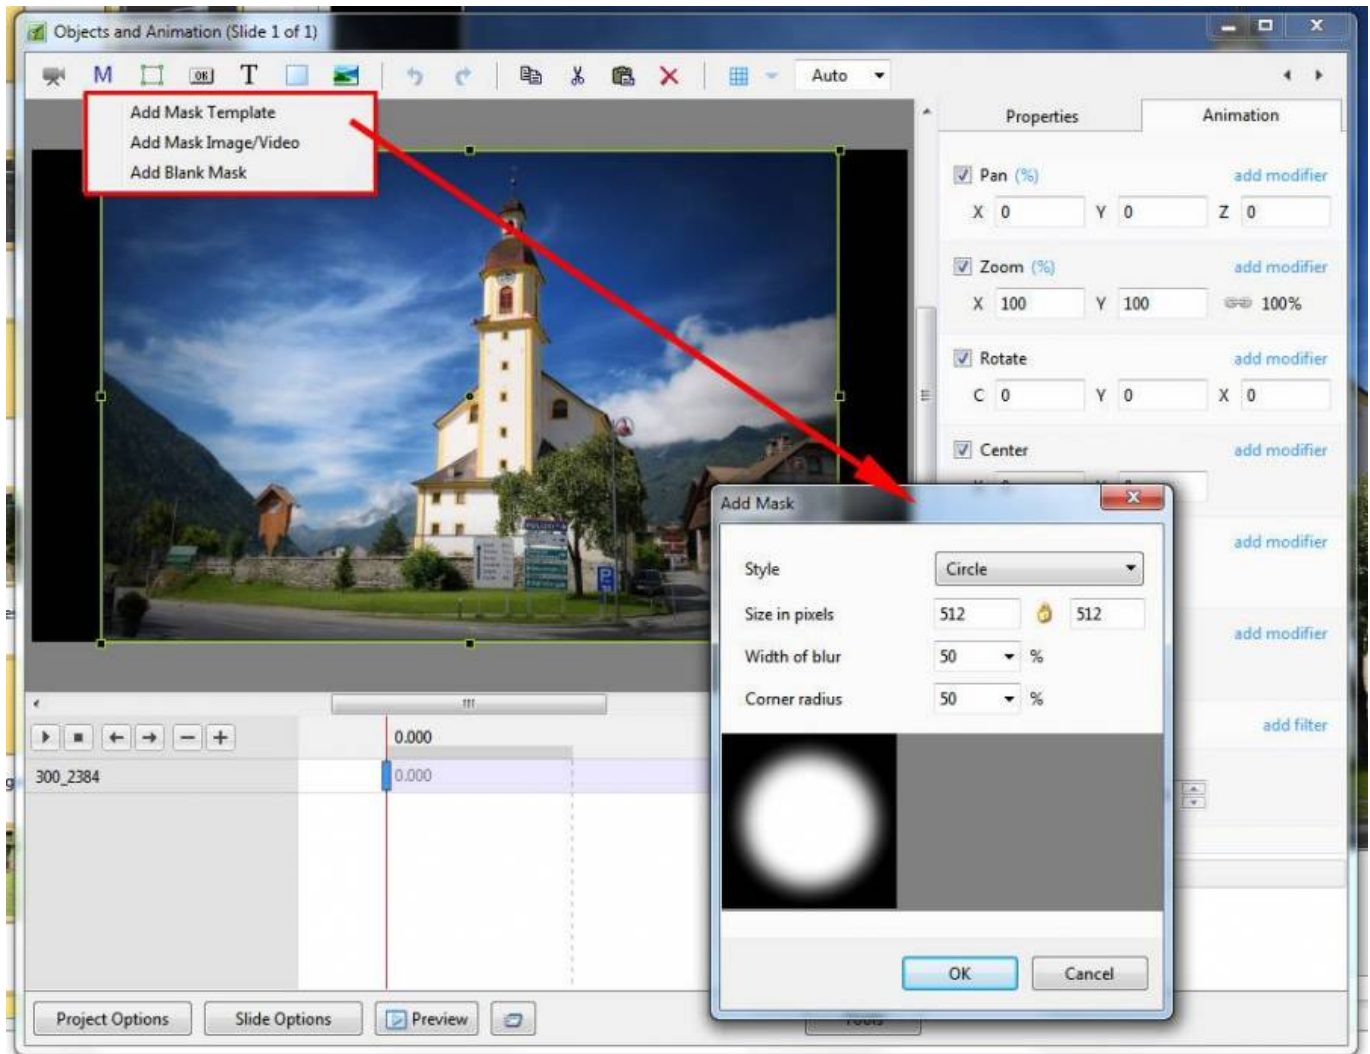 Objects and Animation (Slide 1 of 1)
M OK T Auto
Add Mask Template
Add Mask Image/Video
Add Blank Mask
Properties Animation
Pan (%) add modifier
X 0 Y 0 Z 0
Zoom (%) add modifier
X 100 Y 100 100%
Rotate add modifier
C 0 Y 0 X 0
Center add modifier
add modifier
add modifier
add filter
POLIZEI
P
Add Mask
Style Circle
Size in pixels 512 512
Width of blur 50 %
Corner radius 50 %
OK Cancel
0.000
300_2384 0.000
Project Options Slide Options Preview Tools